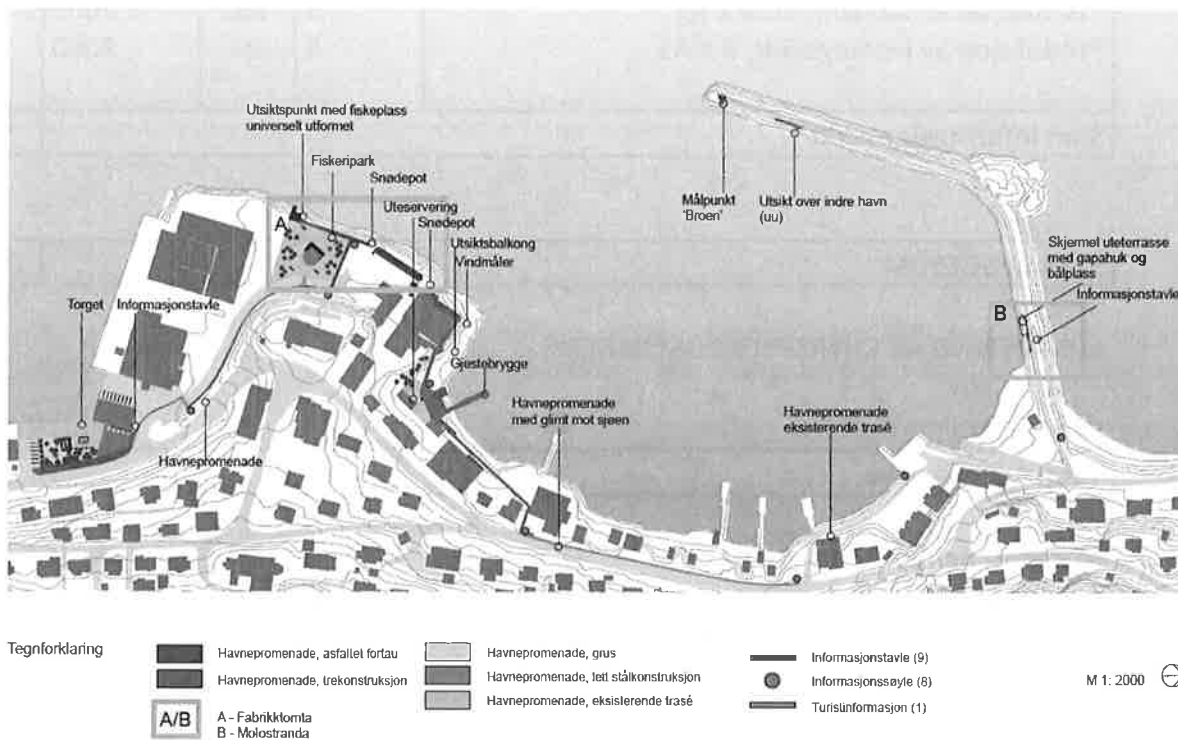 Utsiktspunkt med fiskeplass
universelt utformet
Fiskeripark
Snødepot
Uteservering
Snødepot
Utsiktsbalkong
Vindmåler
A
Målpunkt
'Broen'
Utsikt over indre havn
(uu)
Skjermet uteterrasse
med gapahuk og
bålplass
Informasjonstavle
B
Torget
Informasjonstavle
Gjestebrygge
Havnepromenade
med glimt mot sjøen
Havnepromenade
eksisterende trasé
Havnepromenade
Tegnforklaring
Havnepromenade, asfaltet fortau
Havnepromenade, trekonstruksjon
A/B
A - Fabrikktomta
B - Molostranda
Havnepromenade, grus
Havnepromenade, lett stålkonstruksjon
Havnepromenade, eksisterende trasé
Informasjonstavle (9)
Informasjonssøyle (8)
Turistinformasjon (1)
M 1: 2000